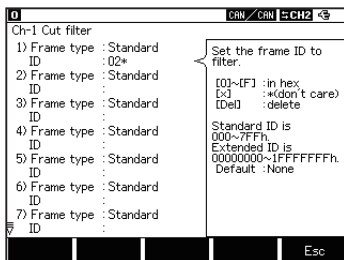 0 CAN/CAN CH2
Ch-1 Cut filter
1) Frame type : Standard
ID : 02*
2) Frame type : Standard
ID :
3) Frame type : Standard
ID :
4) Frame type : Standard
ID :
5) Frame type : Standard
ID :
6) Frame type : Standard
ID :
7) Frame type : Standard
ID :
Set the frame ID to
filter.
[0]~[F] :in hex
[X] :*(don't care)
[Del] :delete
Standard ID is
000~7FFh.
Extended ID is
00000000~1FFFFFFFh.
Default :None
Esc